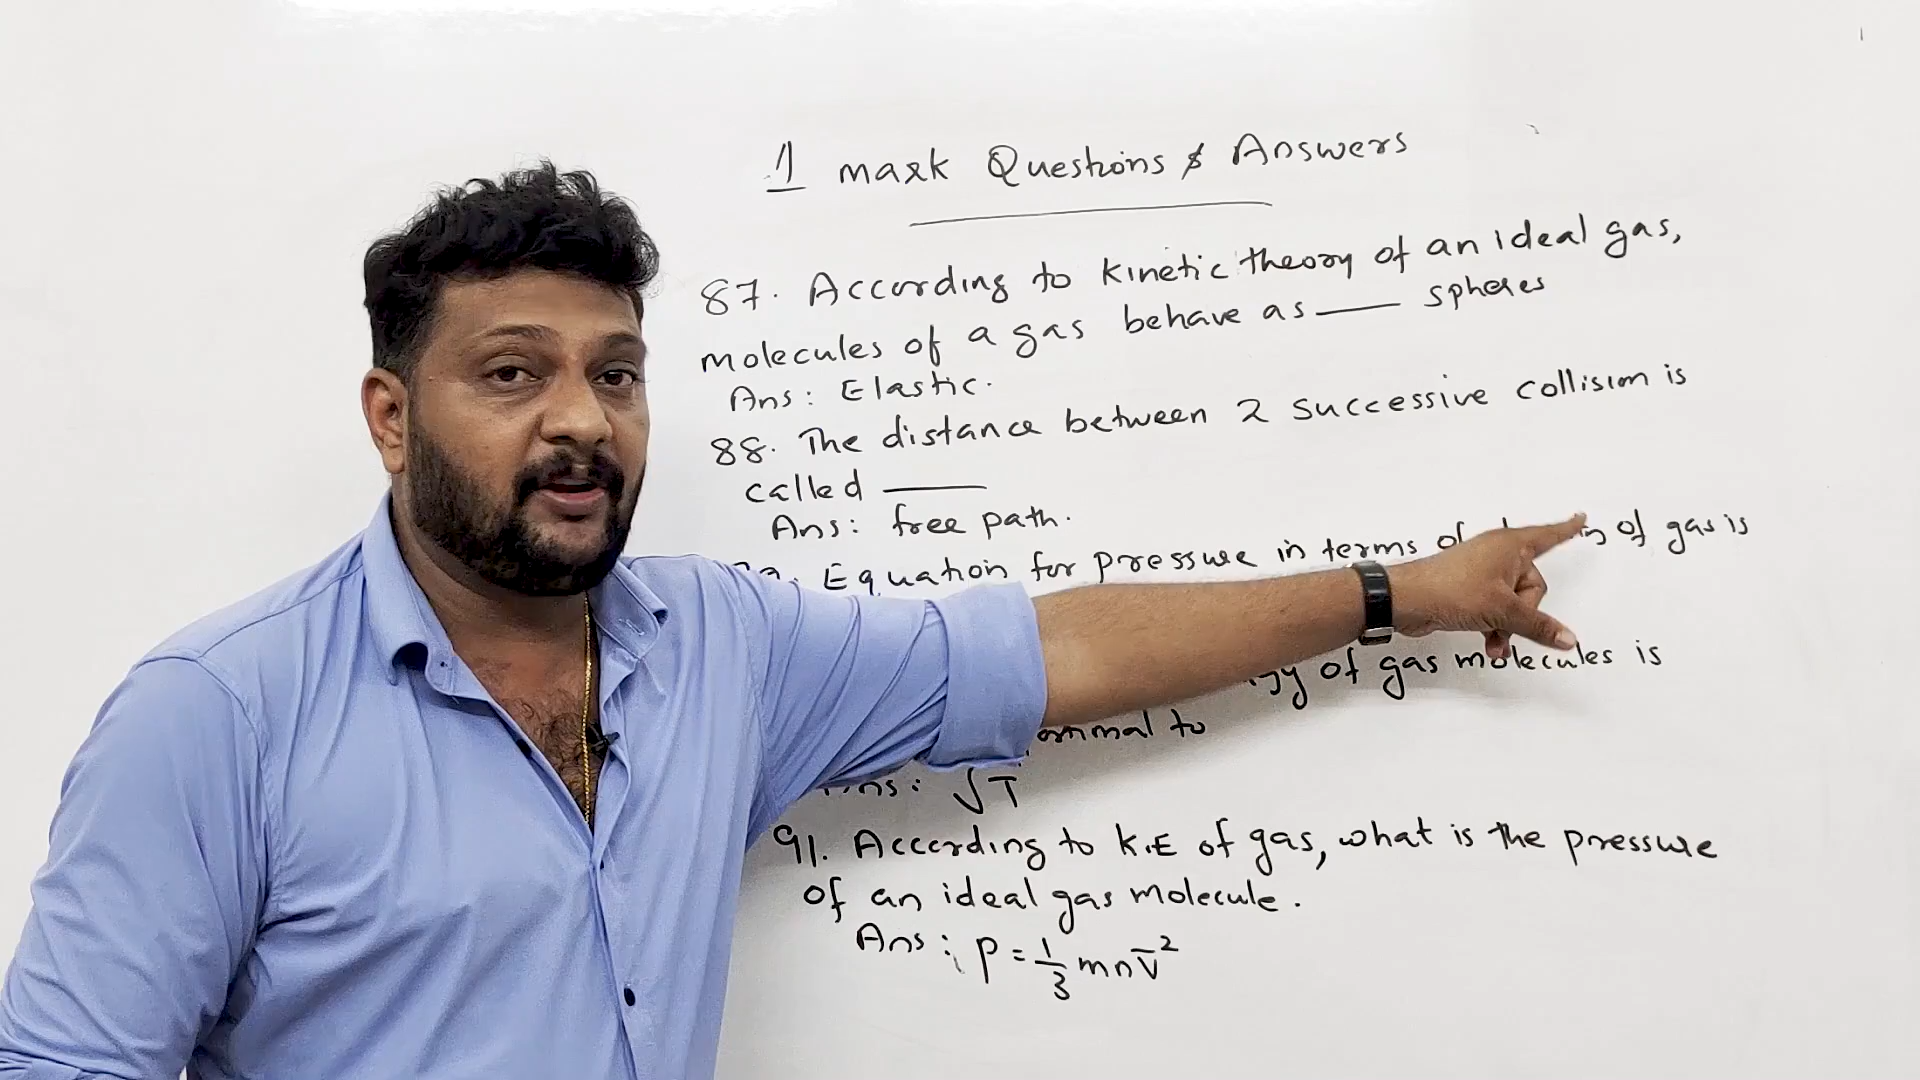 1 mark Questions & Answers
87. According to kinetic theory of an ideal gas,
molecules of a gas behave as ___ spheres
Ans: Elastic.
88. The distance between 2 successive collision is
called ___
Ans: free path.
Equation for pressure in terms of of gas is
of gas molecules is
to
√T
91. According to K.E of gas, what is the pressure
of an ideal gas molecule.
Ans: P = 1/3 mnv̄²